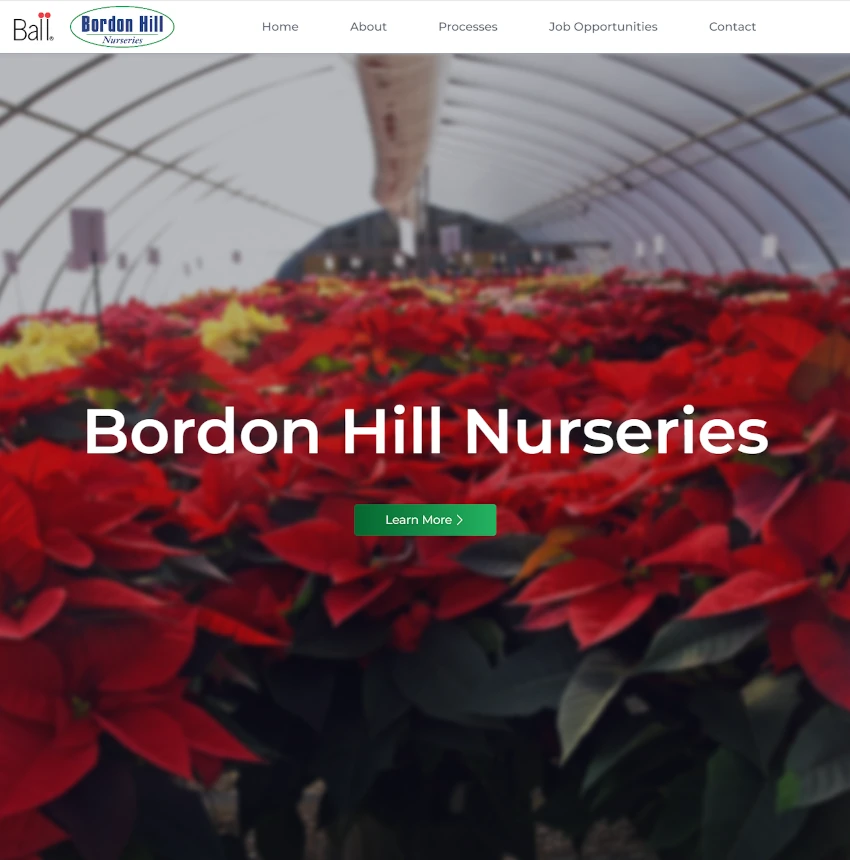 Ball®
Bordon Hill
Nurseries
Home
About
Processes
Job Opportunities
Contact
Bordon Hill Nurseries
Learn More